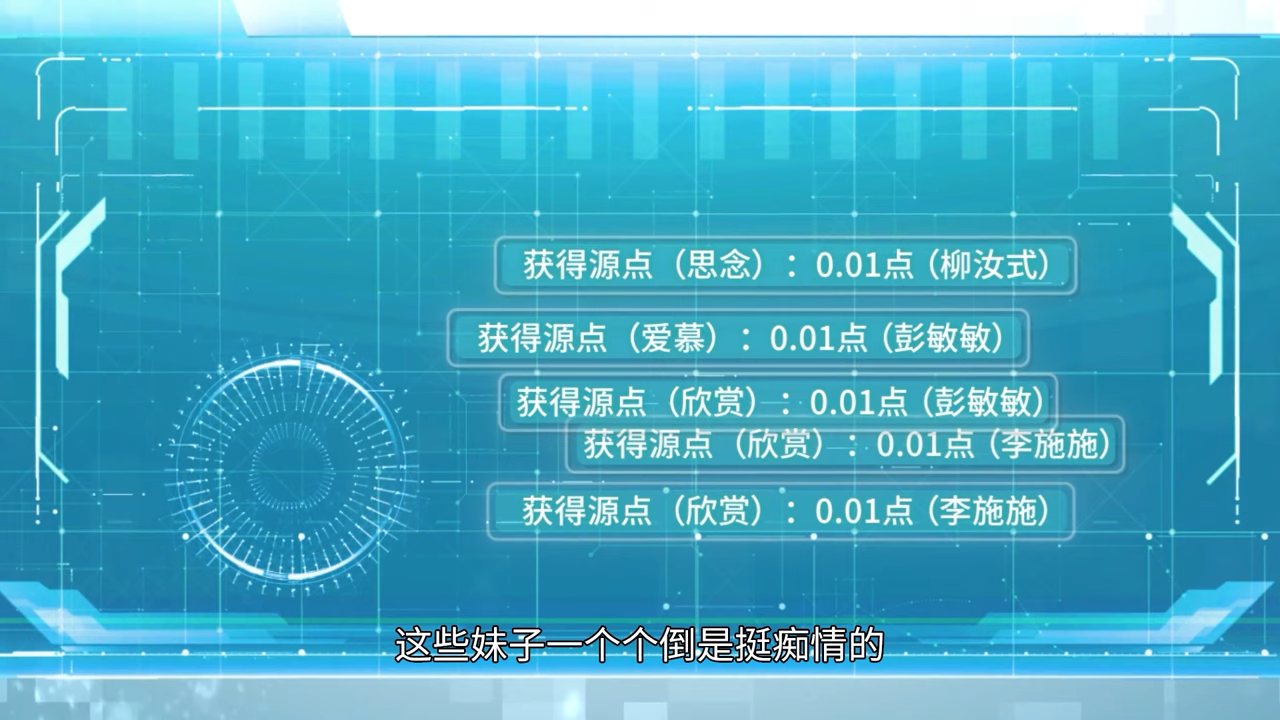 获得源点（思念）：0.01点（柳汝式）
获得源点（爱慕）：0.01点（彭敏敏）
获得源点（欣赏）：0.01点（彭敏敏）
获得源点（欣赏）：0.01点（李施施）
获得源点（欣赏）：0.01点（李施施）
这些妹子一个个倒是挺痴情的